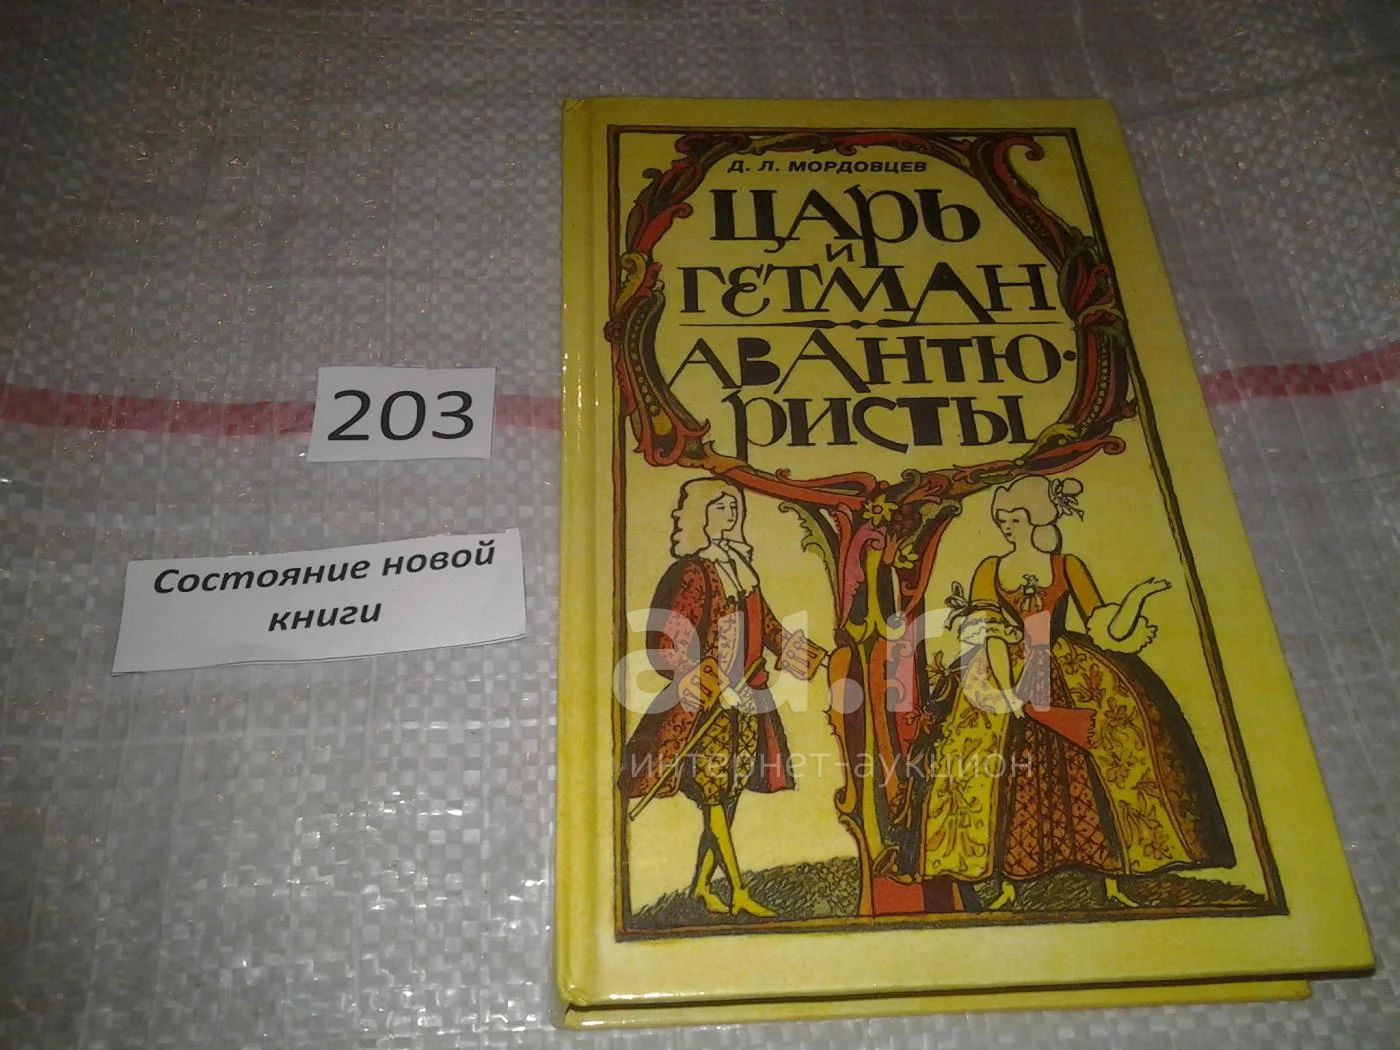 Д. Л. МОРДОВЦЕВ
ЦАРЬ
И
ГЕТМАН
АВАНТЮ-
РИСТЫ
203
Состояние новой
книги
au.ru
интернет-аукцион